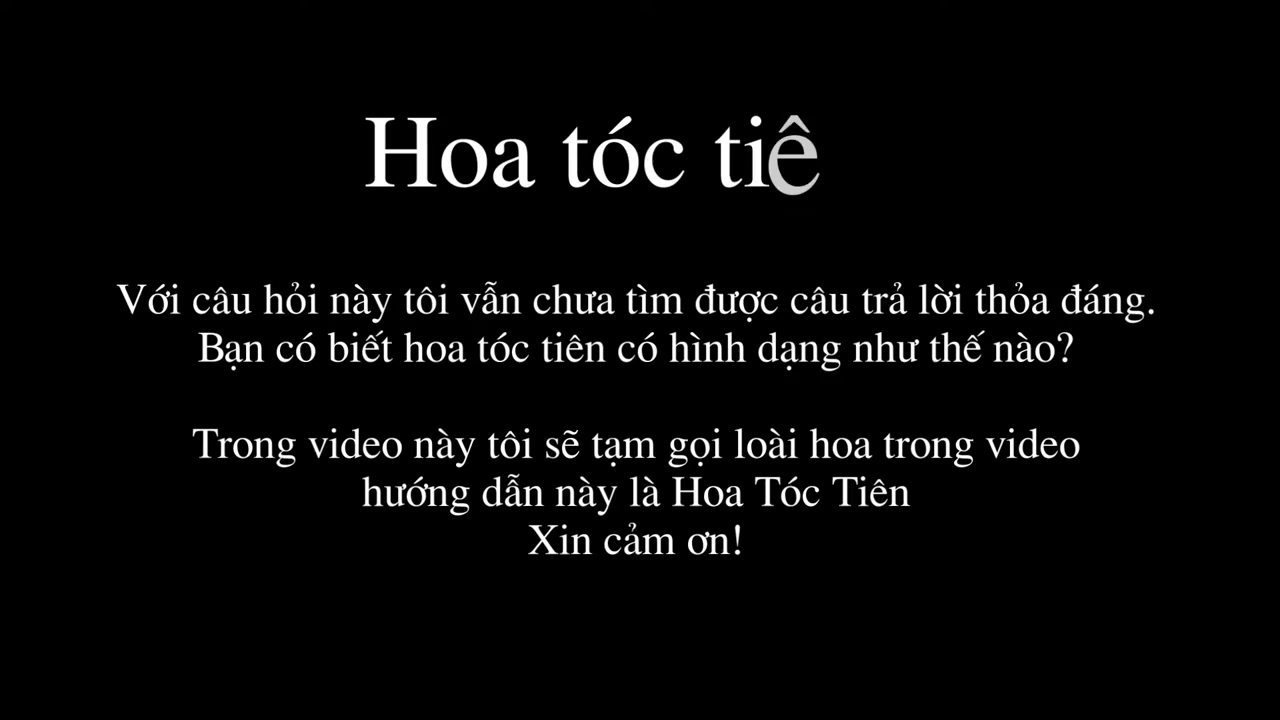 Hoa tóc tiê
Với câu hỏi này tôi vẫn chưa tìm được câu trả lời thỏa đáng.
Bạn có biết hoa tóc tiên có hình dạng như thế nào?
Trong video này tôi sẽ tạm gọi loài hoa trong video
hướng dẫn này là Hoa Tóc Tiên
Xin cảm ơn!